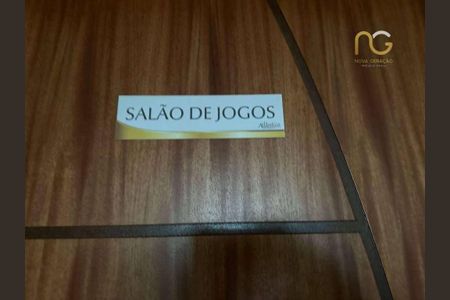 NG
NOVA GERAÇÃO
SALÃO DE JOGOS